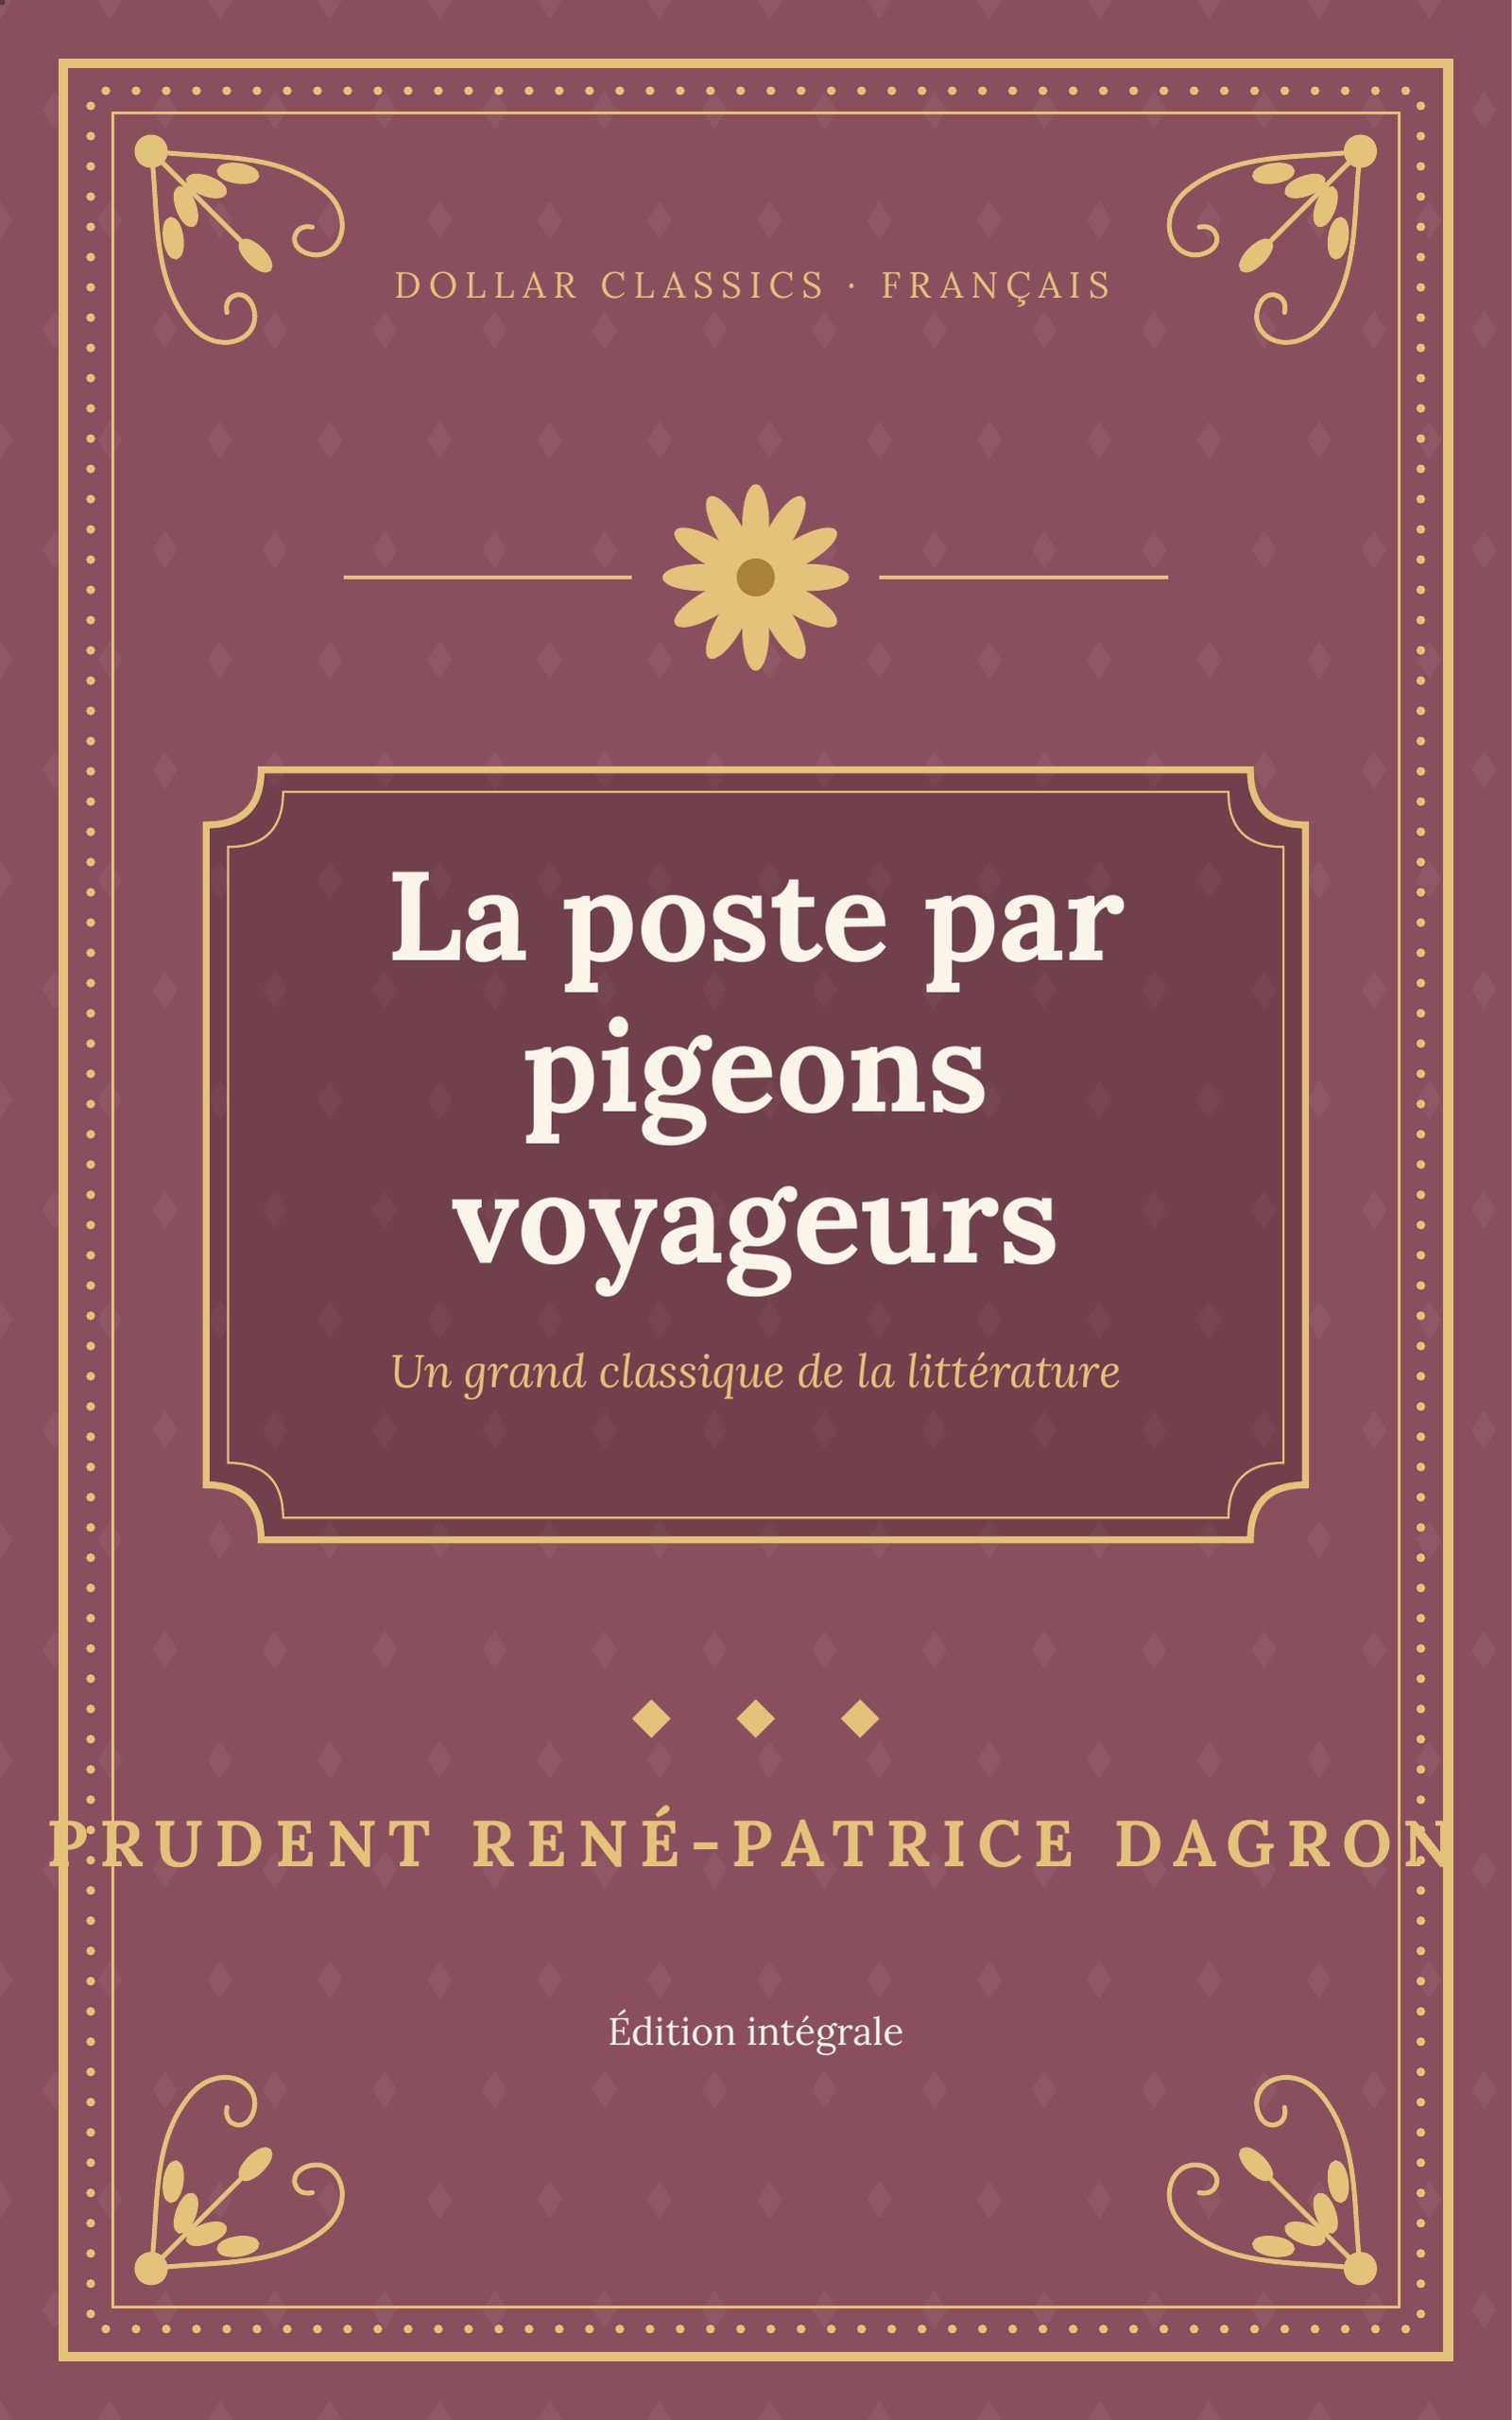 DOLLAR CLASSICS · FRANÇAIS
La poste par
pigeons
voyageurs
Un grand classique de la littérature
PRUDENT RENÉ-PATRICE DAGRON
Édition intégrale